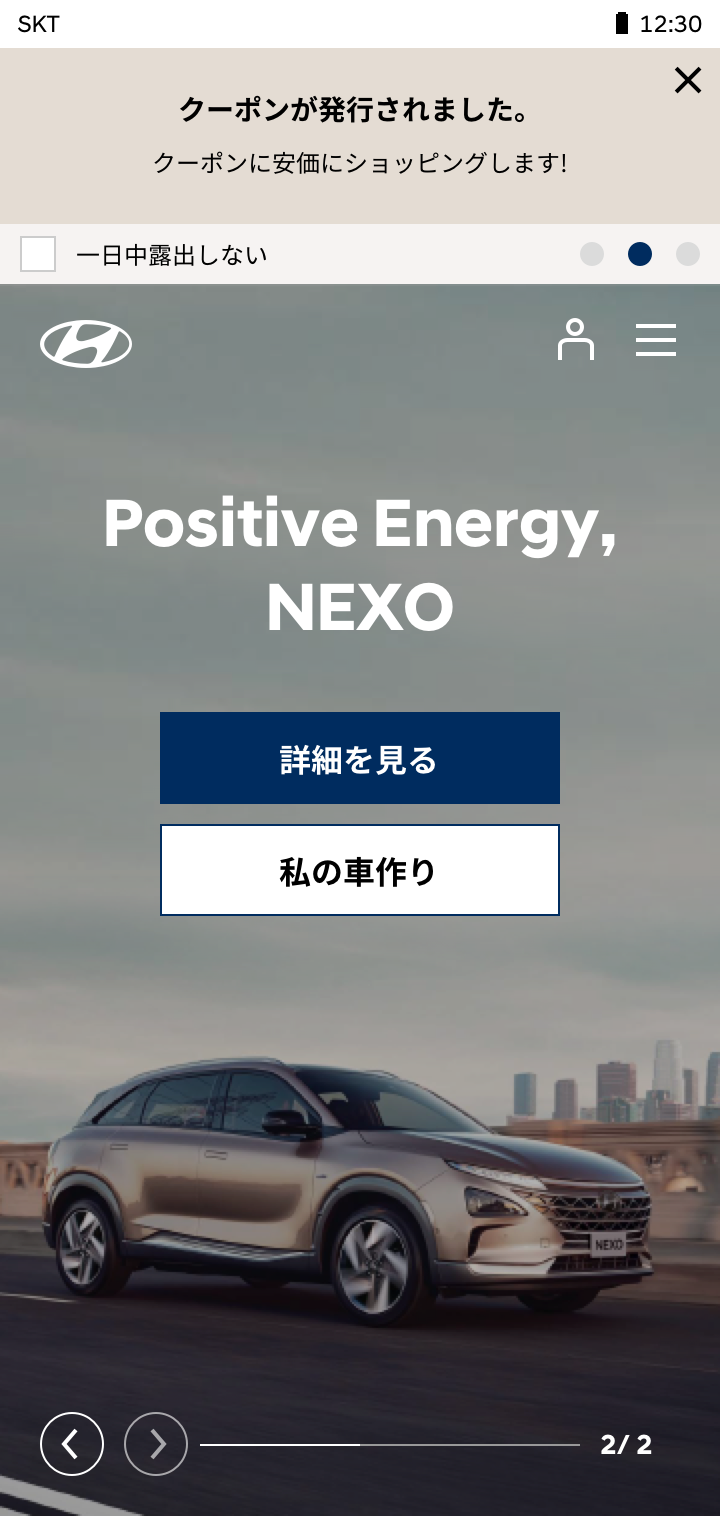 SKT
12:30
クーポンが発行されました。
クーポンに安価にショッピングします!
一日中露出しない
Positive Energy,
NEXO
詳細を見る
私の車作り
NEXO
2/ 2